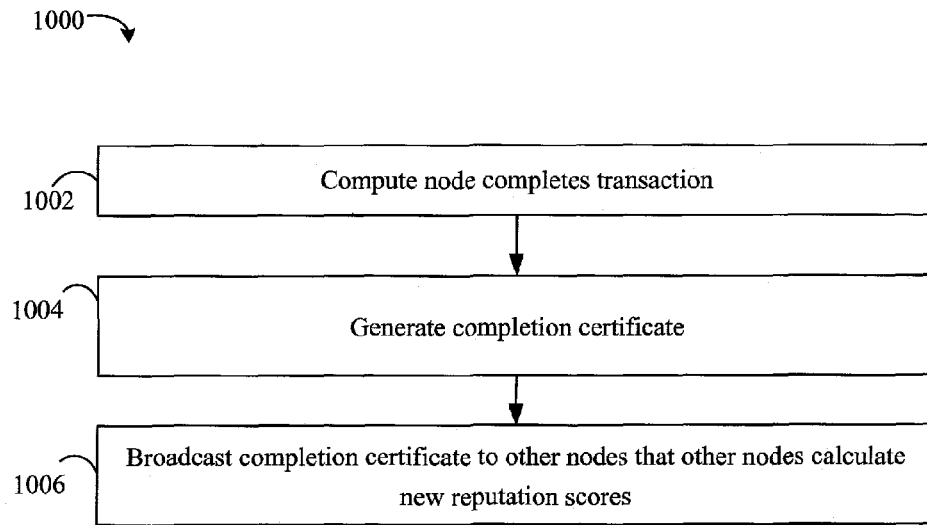 1000
Compute node completes transaction
1002
1004
Generate completion certificate
Broadcast completion certificate to other nodes that other nodes calculate
1006
new reputation scores